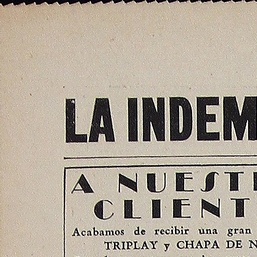 LA INDEM
A NUEST
CLIENT
Acabamos de recibir una gran
TRIPLAY y CHAPA DE N